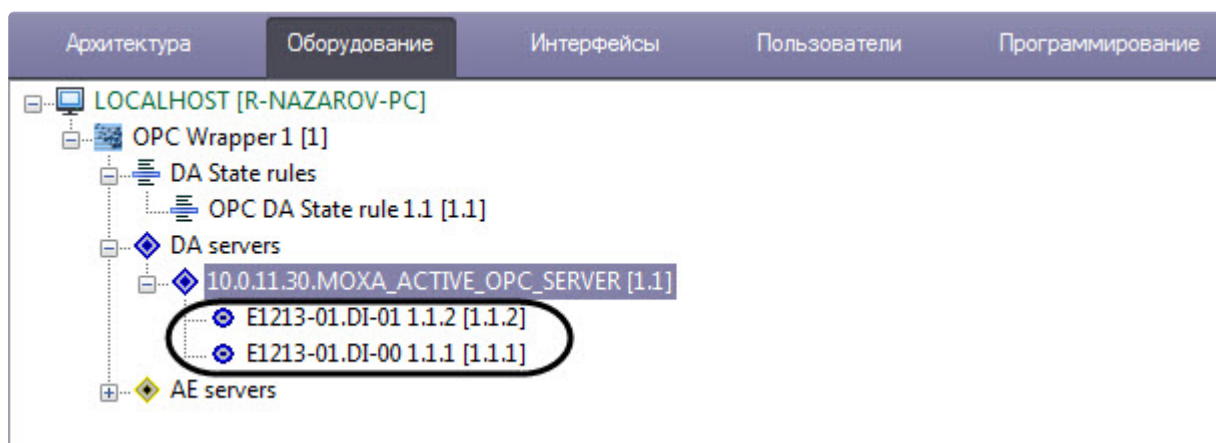 Архитектура Оборудование Интерфейсы Пользователи Программирование
LOCALHOST [R-NAZAROV-PC]
OPC Wrapper 1 [1]
DA State rules
OPC DA State rule 1.1 [1.1]
DA servers
10.0.11.30.MOXA_ACTIVE_OPC_SERVER [1.1]
E1213-01.DI-01 1.1.2 [1.1.2]
E1213-01.DI-00 1.1.1 [1.1.1]
AE servers